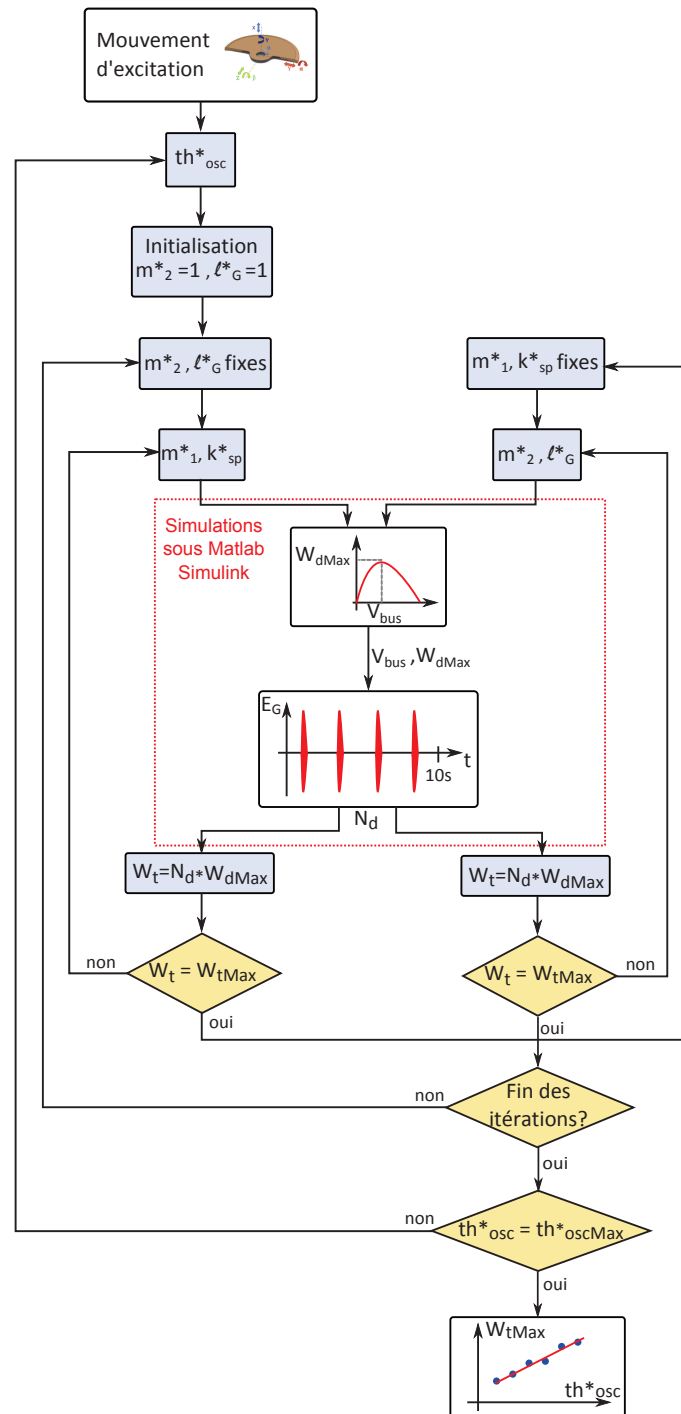 Mouvement
d'excitation
th*osc
Initialisation
m*2 =1 , ℓ*G =1
m*2 , ℓ*G fixes
m*1, k*sp fixes
m*1, k*sp
m*2 , ℓ*G
Simulations
sous Matlab
Simulink
WdMax
Vbus
Vbus ,WdMax
EG
t
10s
Nd
Wt=Nd*WdMax
Wt=Nd*WdMax
non
Wt = WtMax
oui
Wt = WtMax
non
oui
non
Fin des
itérations?
oui
non
th*osc = th*oscMax
oui
WtMax
th*osc